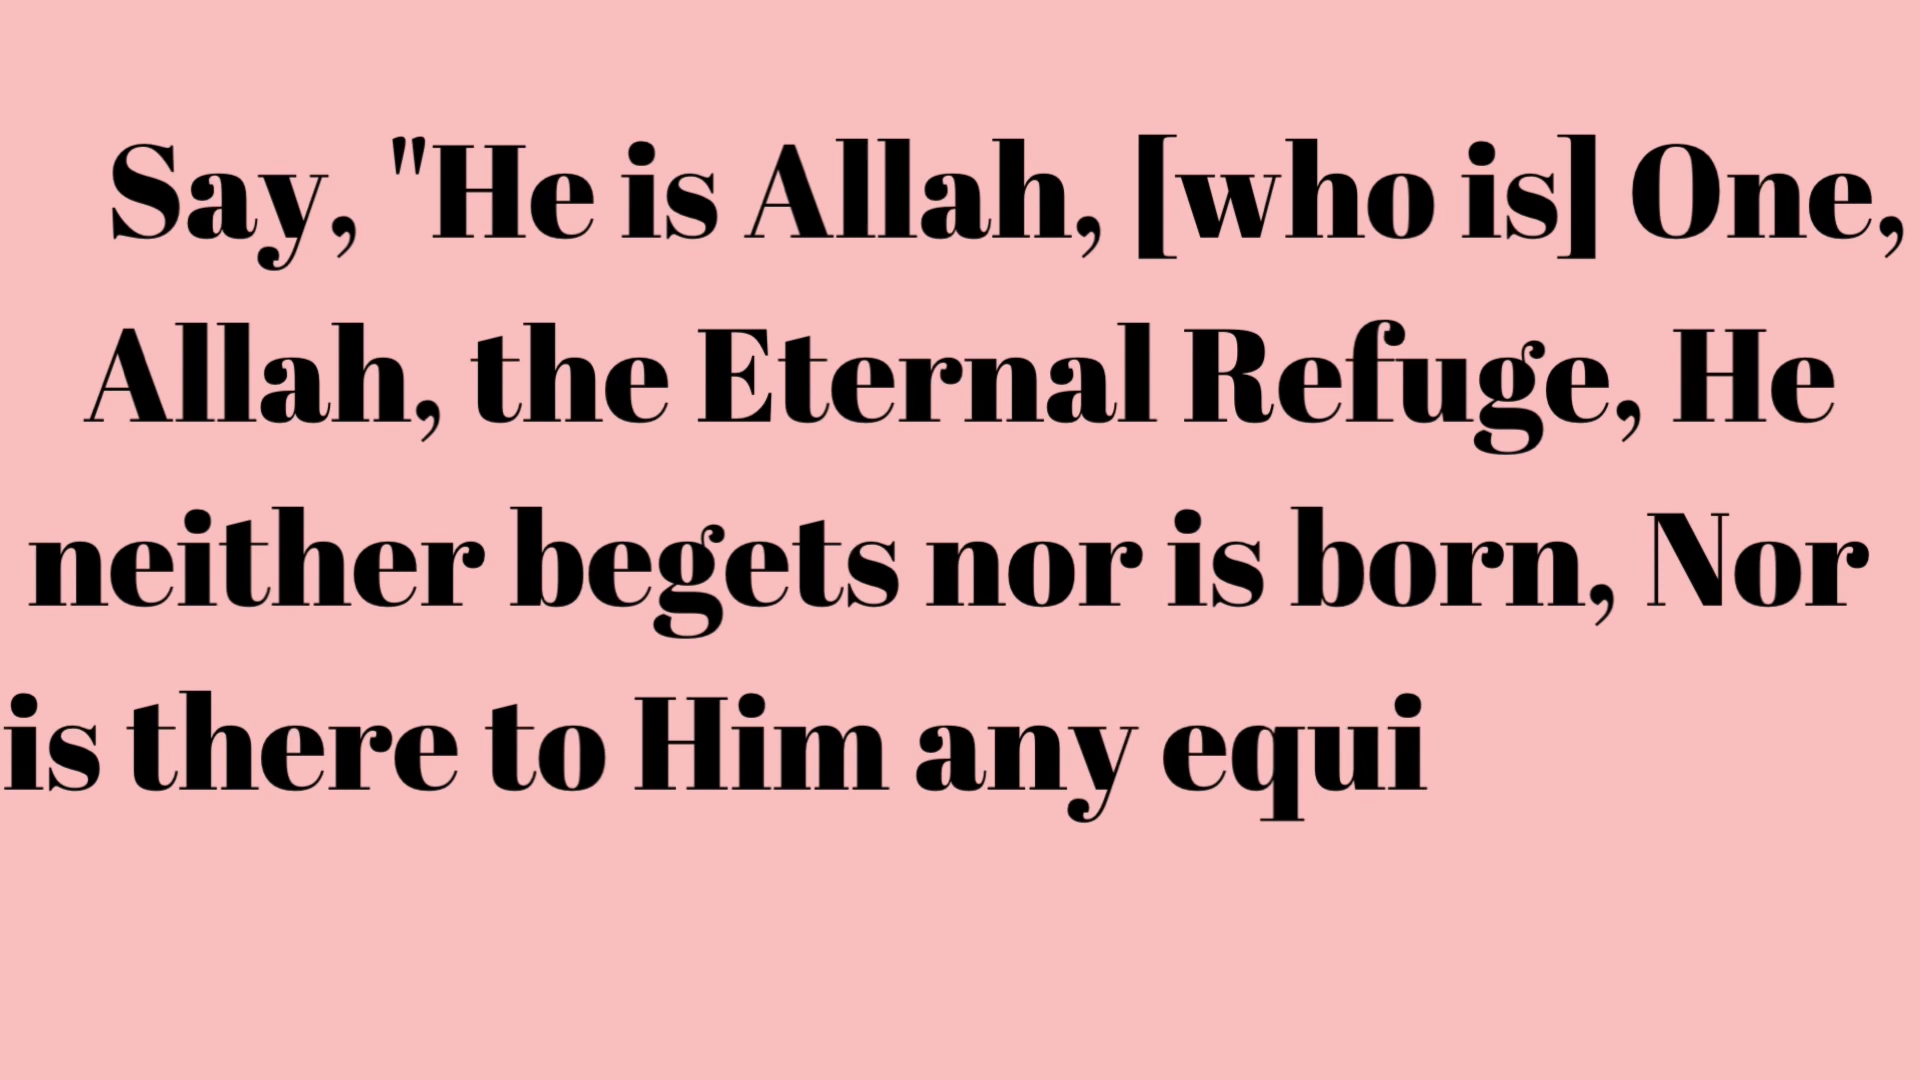 Say, "He is Allah, [who is] One,
Allah, the Eternal Refuge, He
neither begets nor is born, Nor
is there to Him any equi